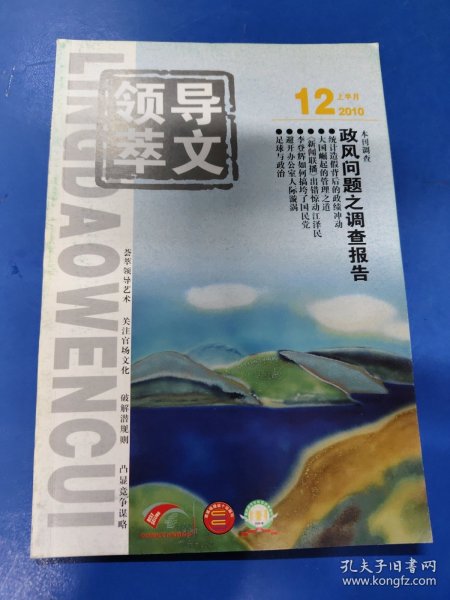 LINGDAOWENCUI
领导
文萃
12
上半月
2010
本刊调查
政风问题之调查报告
●统计造假背后的政绩冲动
●大国崛起的管理之道
●《新闻联播》出错惊动江泽民
●李登辉如何搞垮了国民党
●避开办公室人际漩涡
●足球与政治
荟萃领导艺术 关注官场文化 破解潜规则 凸显竞争谋略
孔夫子旧书网
www.kongfz.com